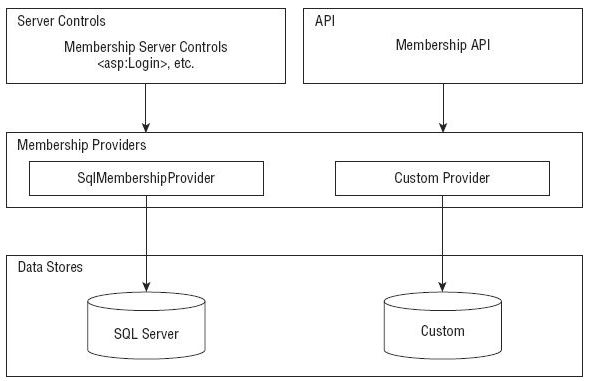 Server Controls
Membership Server Controls
<asp:Login>, etc.
API
Membership API
Membership Providers
SqlMembershipProvider
Custom Provider
Data Stores
SQL Server
Custom